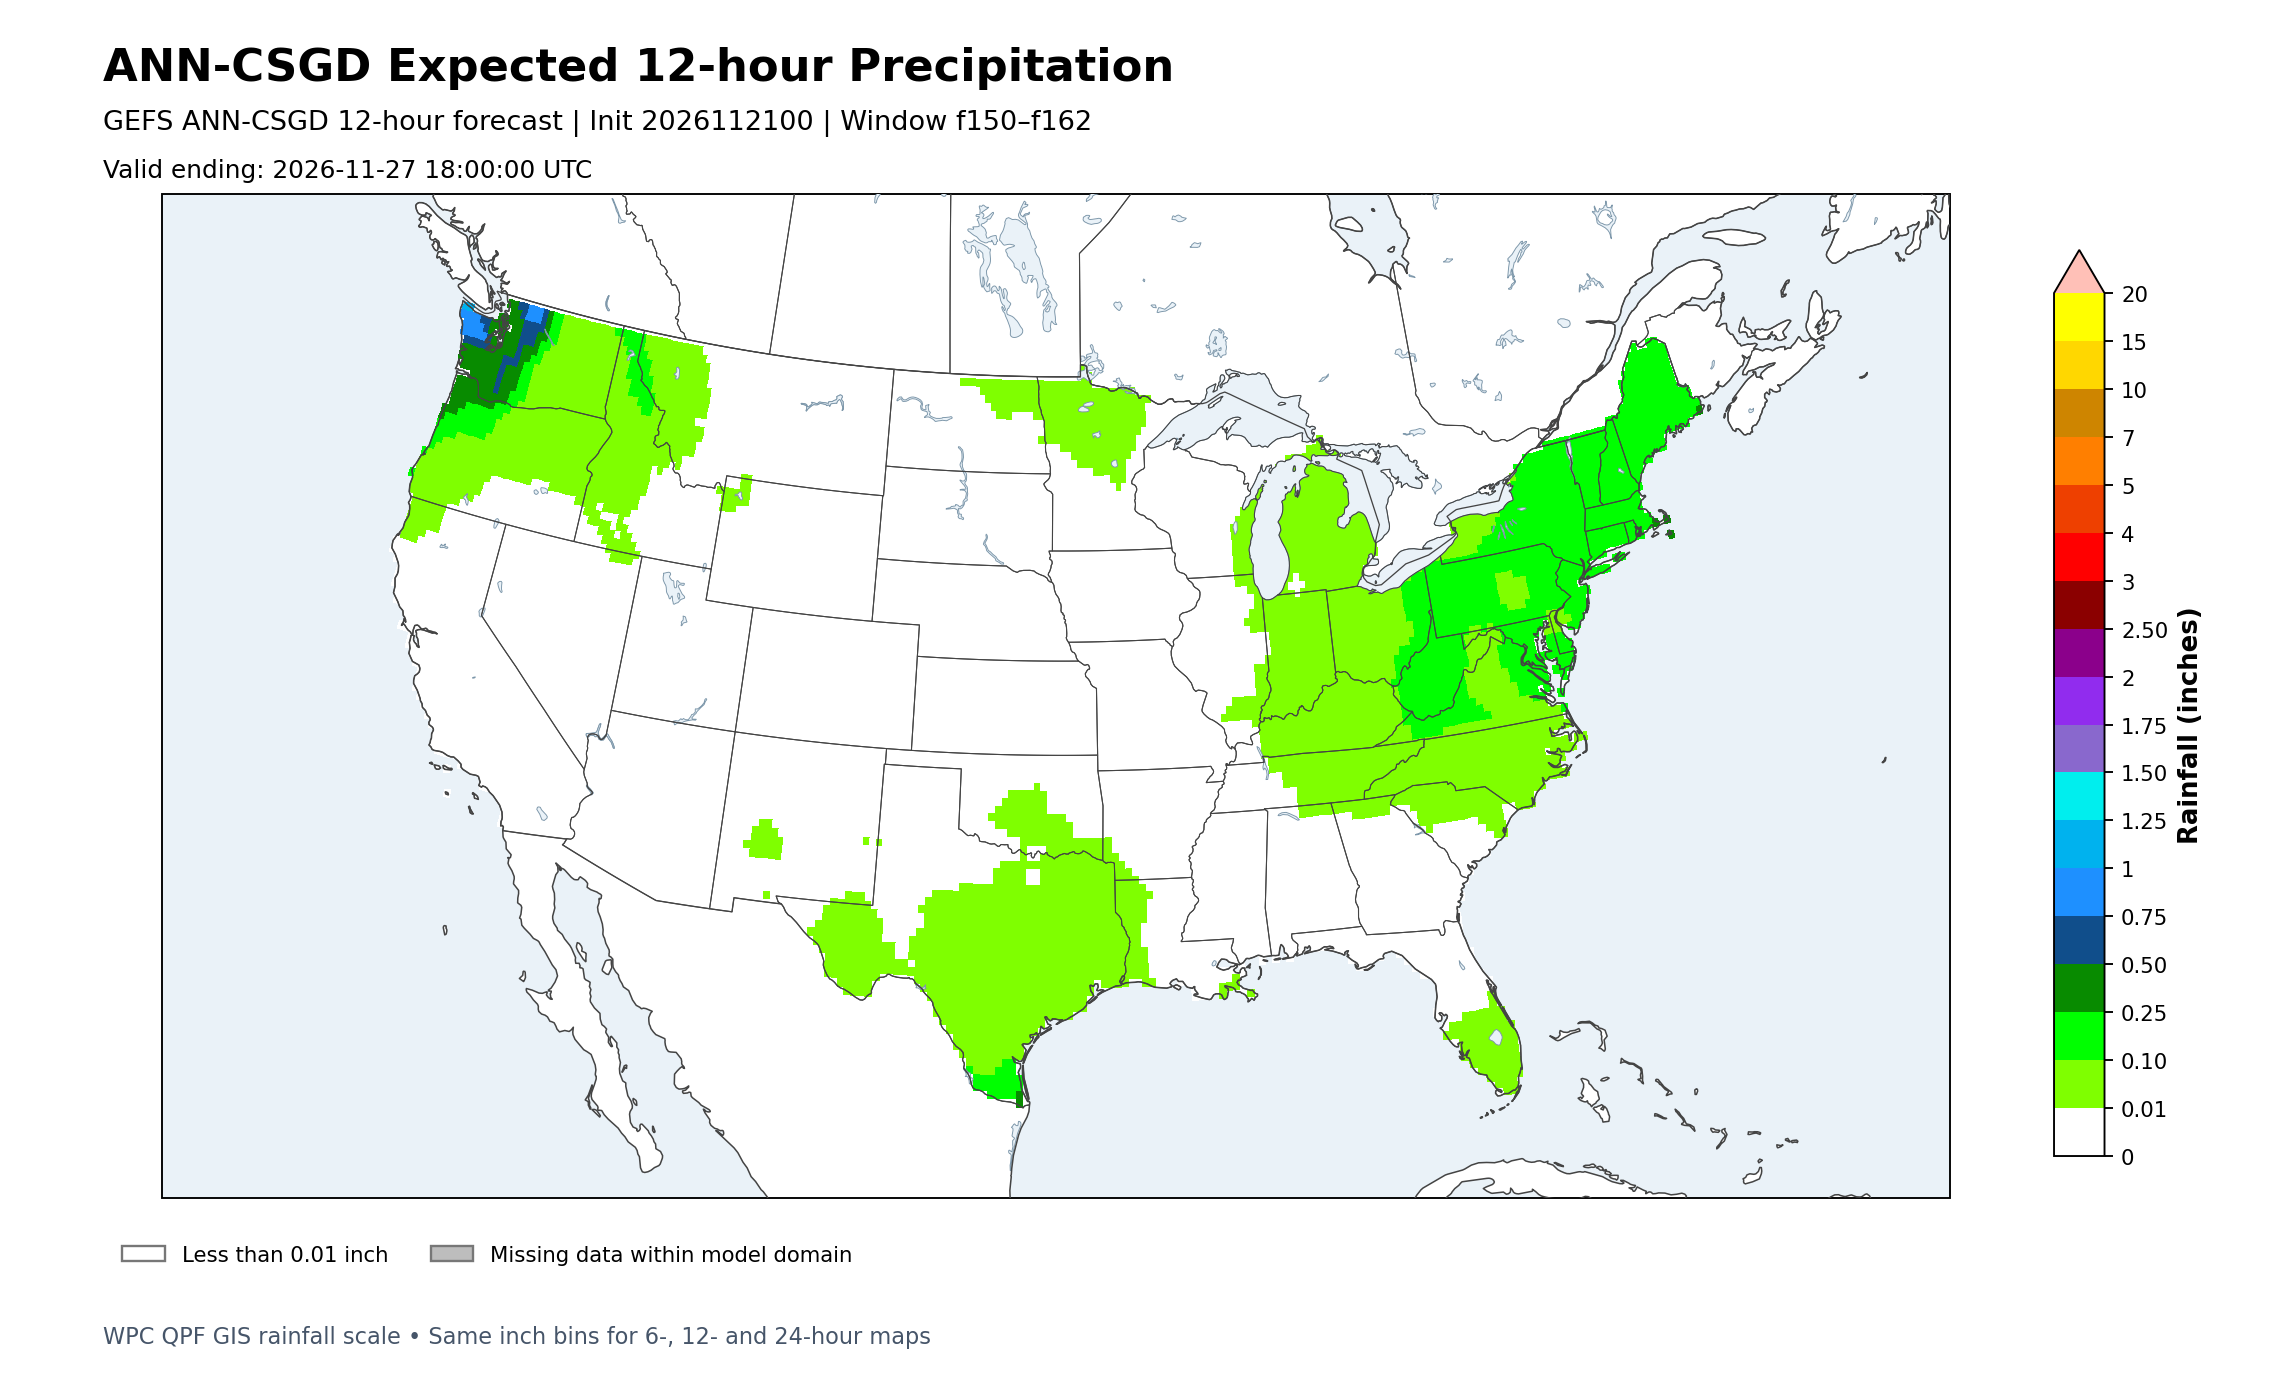 ANN-CSGD Expected 12-hour Precipitation
GEFS ANN-CSGD 12-hour forecast | Init 2026112100 | Window f150–f162
Valid ending: 2026-11-27 18:00:00 UTC
20
15
10
7
5
4
3
2.50
2
1.75
1.50
1.25
1
0.75
0.50
0.25
0.10
0.01
0
Rainfall (inches)
Less than 0.01 inch
Missing data within model domain
WPC QPF GIS rainfall scale • Same inch bins for 6-, 12- and 24-hour maps